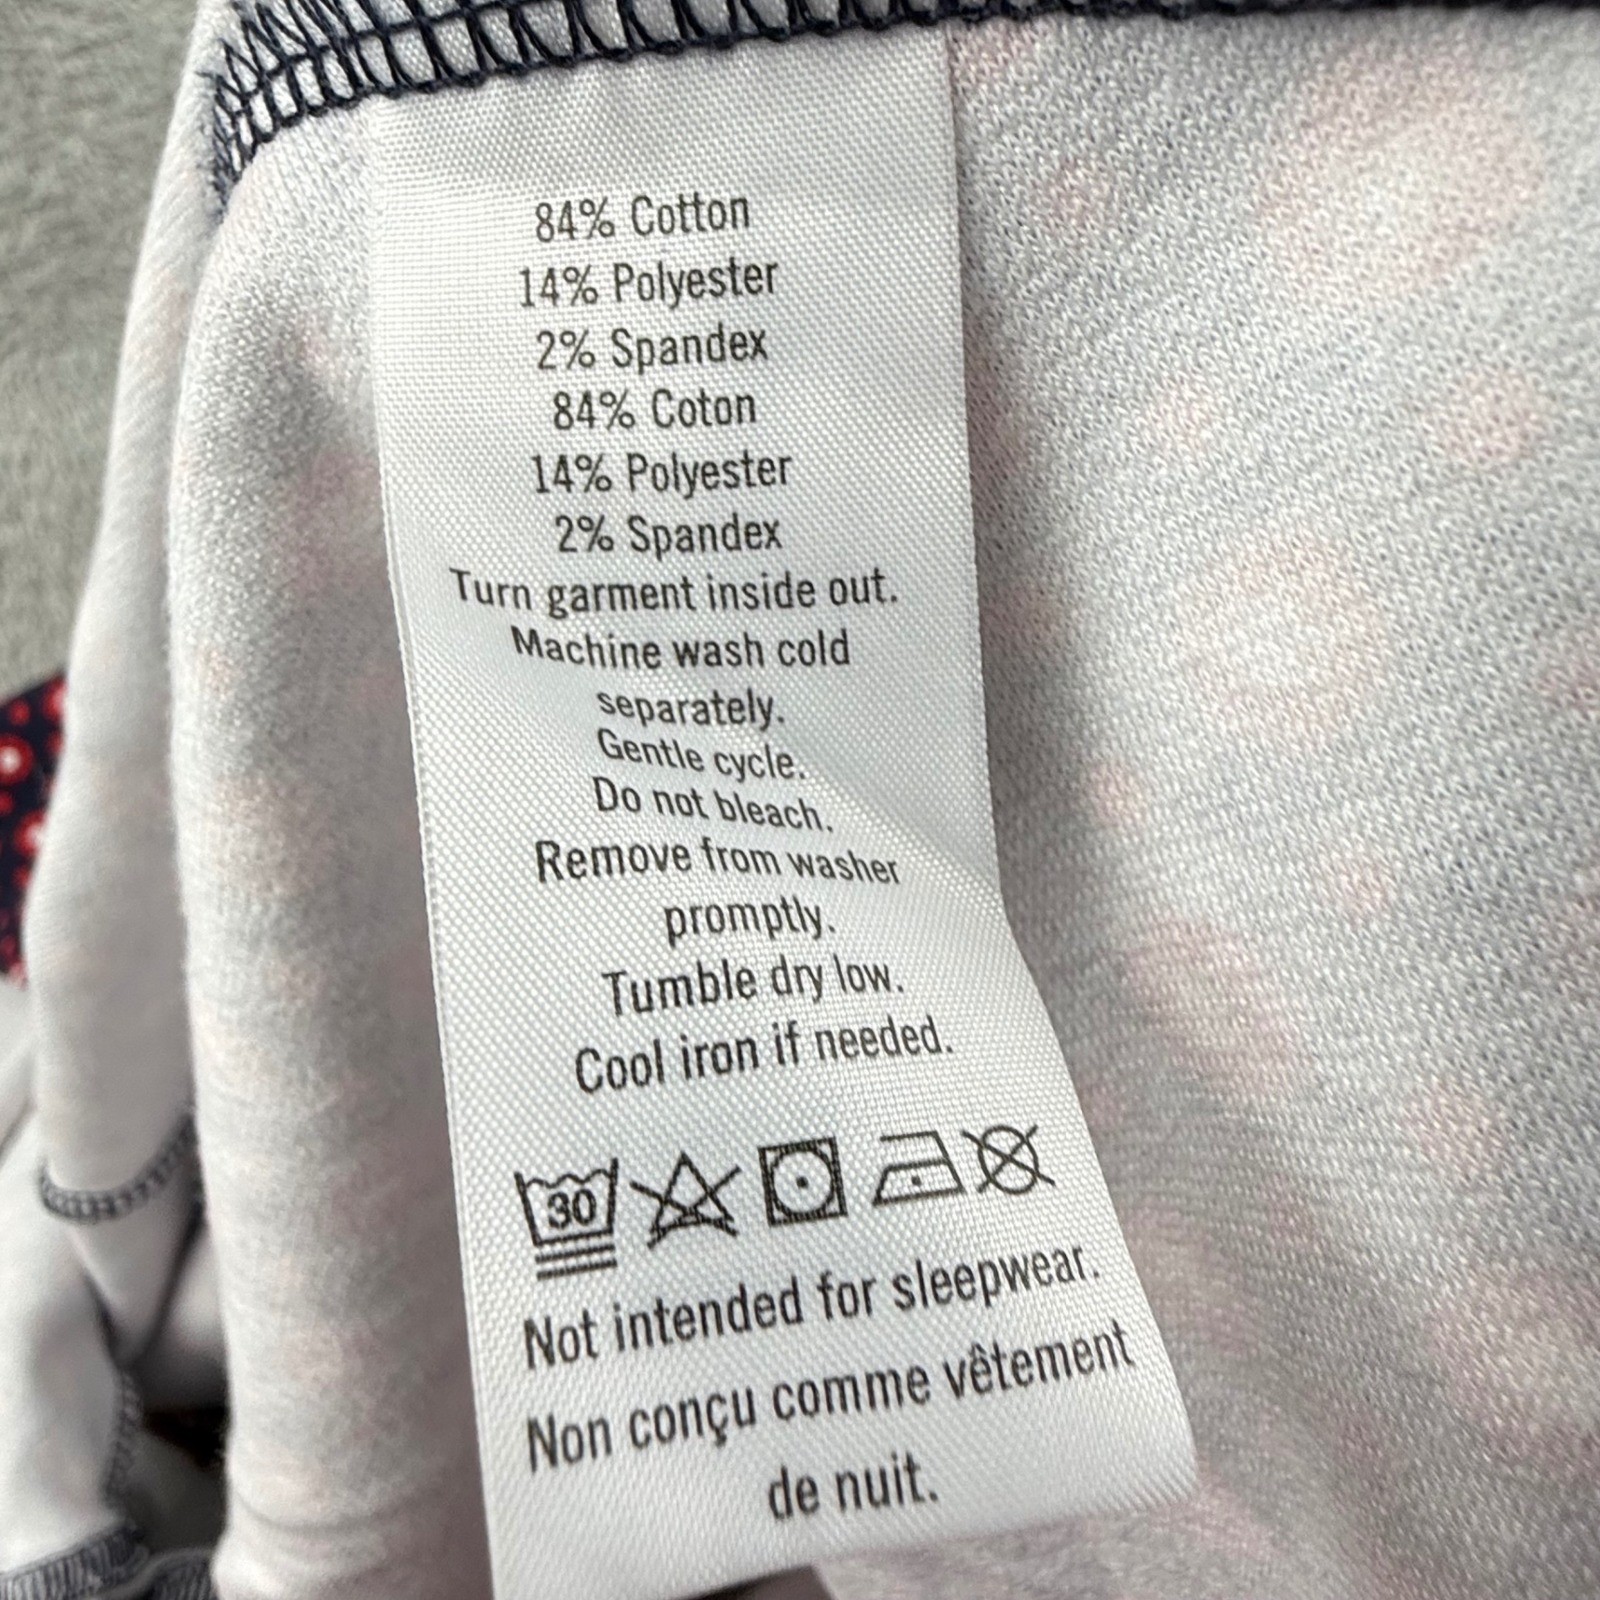 84% Cotton
14% Polyester
2% Spandex
84% Coton
14% Polyester
2% Spandex
Turn garment inside out.
Machine wash cold
separately.
Gentle cycle.
Do not bleach.
Remove from washer
promptly.
Tumble dry low.
Cool iron if needed.
30
Not intended for sleepwear.
Non conçu comme vêtement
de nuit.